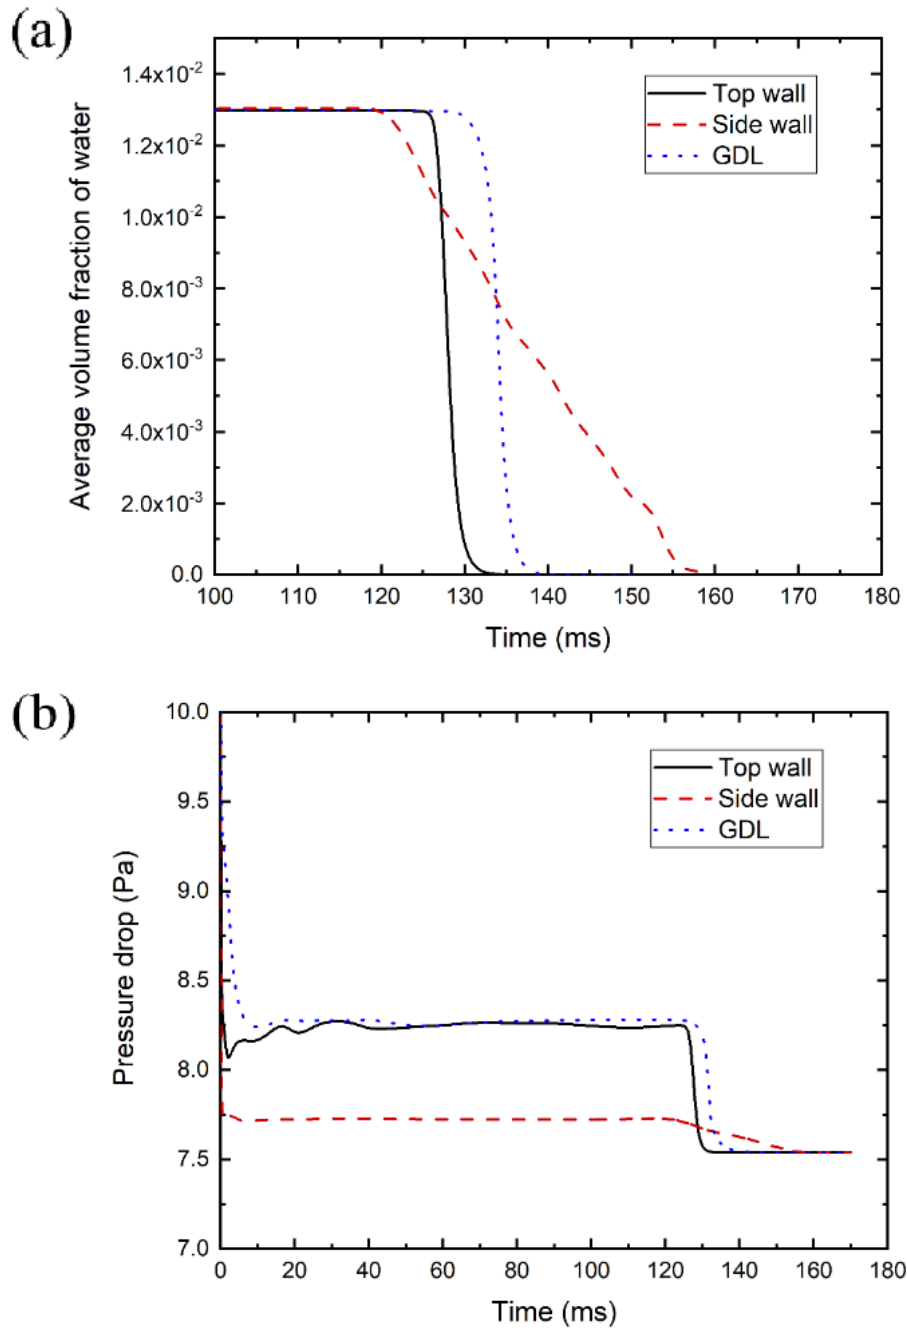 (a)
Average volume fraction of water
1.4x10⁻²
1.2x10⁻²
1.0x10⁻²
8.0x10⁻³
6.0x10⁻³
4.0x10⁻³
2.0x10⁻³
0.0
Top wall
Side wall
GDL
100 110 120 130 140 150 160 170 180
Time (ms)
(b)
Pressure drop (Pa)
10.0
9.5
9.0
8.5
8.0
7.5
7.0
Top wall
Side wall
GDL
0 20 40 60 80 100 120 140 160 180
Time (ms)